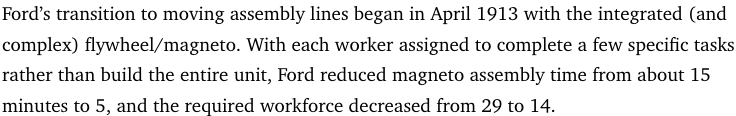 Ford’s transition to moving assembly lines began in April 1913 with the integrated (and
complex) flywheel/magneto. With each worker assigned to complete a few specific tasks
rather than build the entire unit, Ford reduced magneto assembly time from about 15
minutes to 5, and the required workforce decreased from 29 to 14.